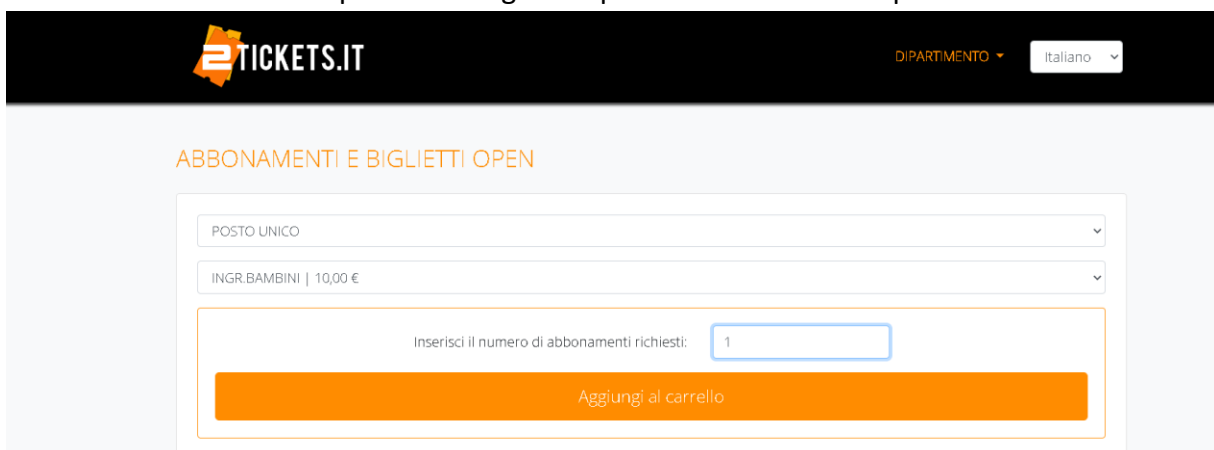 2TICKETS.IT
DIPARTIMENTO
Italiano
ABBONAMENTI E BIGLIETTI OPEN
POSTO UNICO
INGR.BAMBINI | 10,00 €
Inserisci il numero di abbonamenti richiesti: 1
Aggiungi al carrello